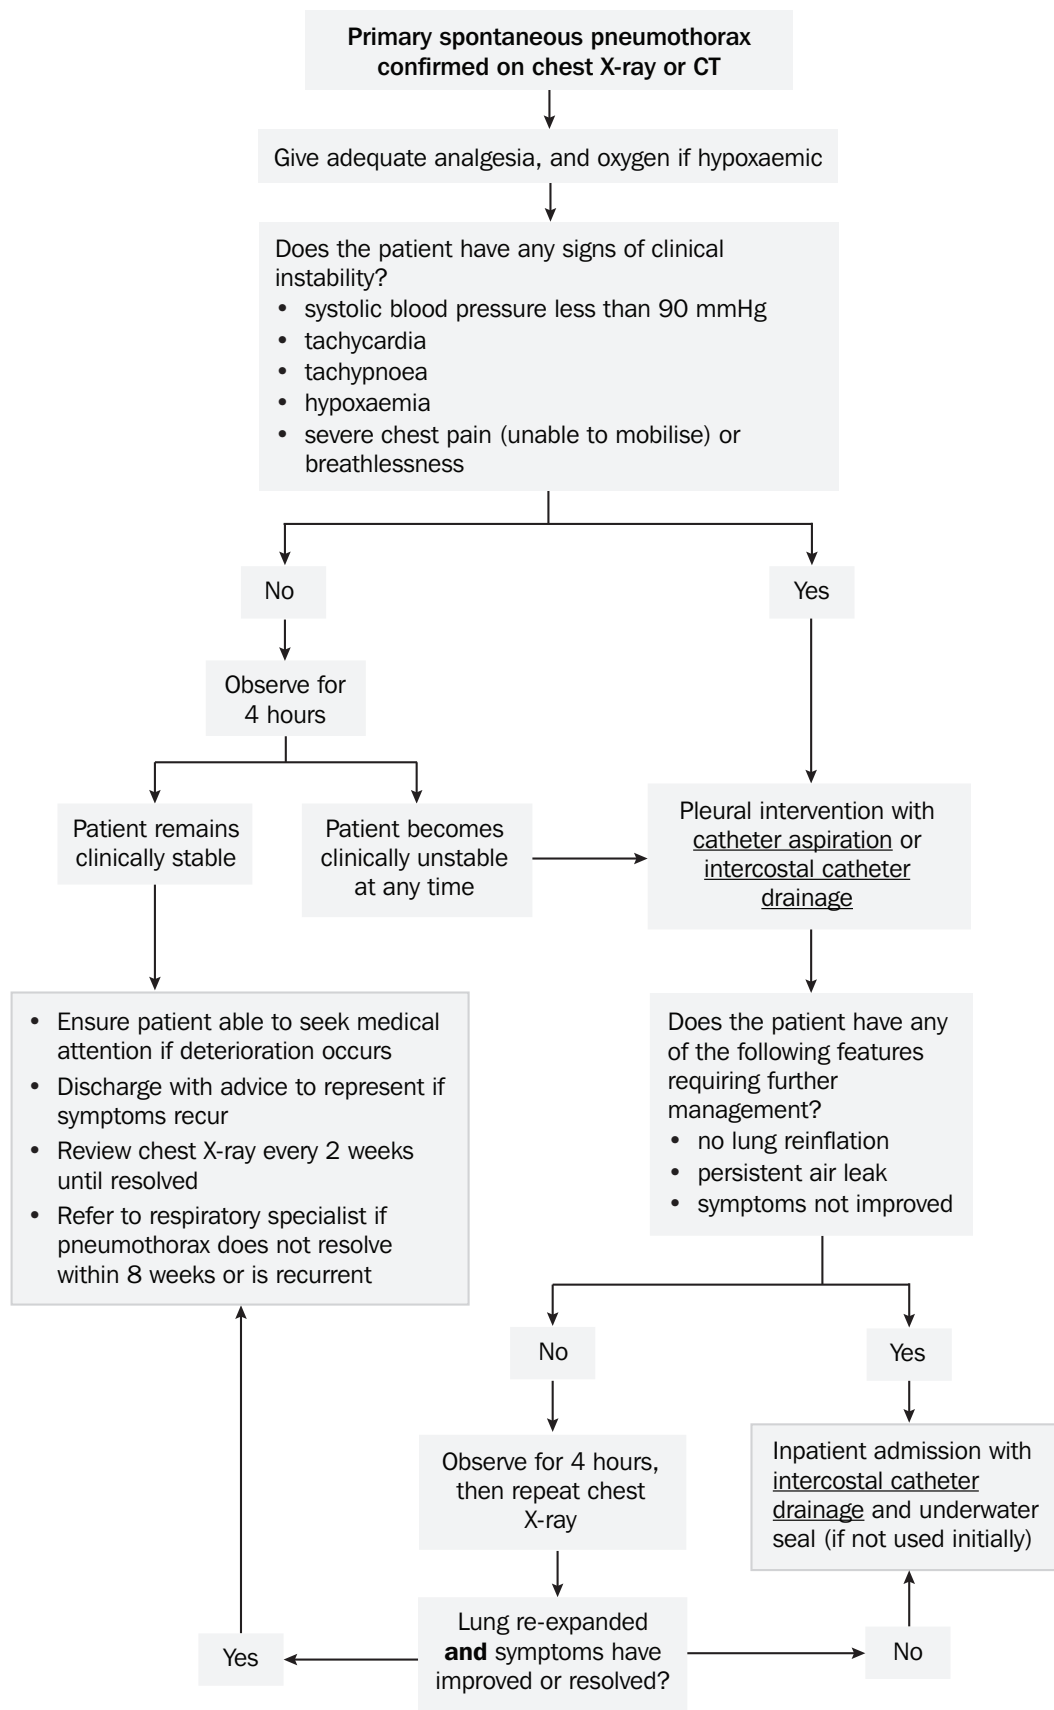 Primary spontaneous pneumothorax
confirmed on chest X-ray or CT
Give adequate analgesia, and oxygen if hypoxaemic
Does the patient have any signs of clinical
instability?
• systolic blood pressure less than 90 mmHg
• tachycardia
• tachypnoea
• hypoxaemia
• severe chest pain (unable to mobilise) or
breathlessness
No
Yes
Observe for
4 hours
Patient remains
clinically stable
Patient becomes
clinically unstable
at any time
Pleural intervention with
catheter aspiration or
intercostal catheter
drainage
• Ensure patient able to seek medical
attention if deterioration occurs
• Discharge with advice to represent if
symptoms recur
• Review chest X-ray every 2 weeks
until resolved
• Refer to respiratory specialist if
pneumothorax does not resolve
within 8 weeks or is recurrent
Does the patient have any
of the following features
requiring further
management?
• no lung reinflation
• persistent air leak
• symptoms not improved
No
Yes
Observe for 4 hours,
then repeat chest
X-ray
Inpatient admission with
intercostal catheter
drainage and underwater
seal (if not used initially)
Lung re-expanded
and symptoms have
improved or resolved?
Yes
No